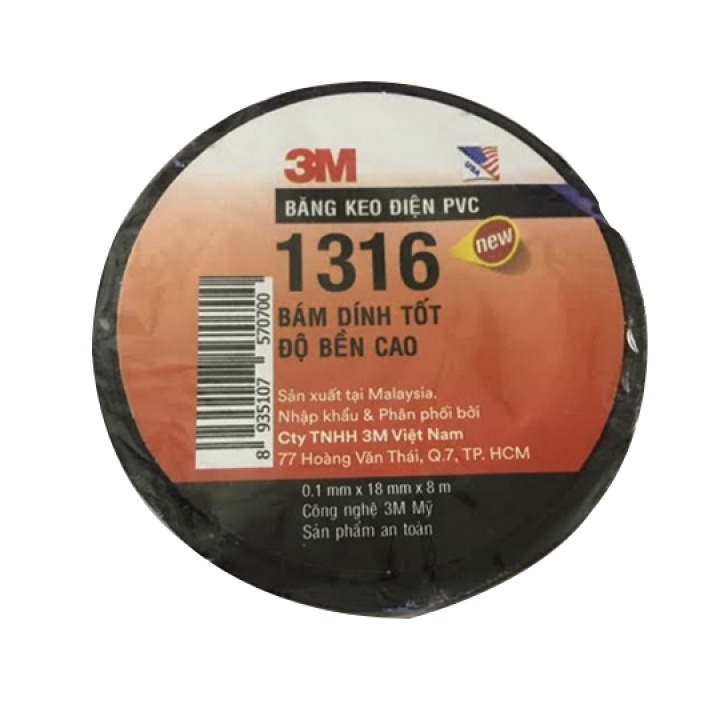 3M
USA
BĂNG KEO ĐIỆN PVC
1316
new
BÁM DÍNH TỐT
ĐỘ BỀN CAO
8 935107 570700
Sản xuất tại Malaysia.
Nhập khẩu & Phân phối bởi
Cty TNHH 3M Việt Nam
77 Hoàng Văn Thái, Q.7, TP. HCM
0.1 mm x 18 mm x 8 m
Công nghệ 3M Mỹ
Sản phẩm an toàn